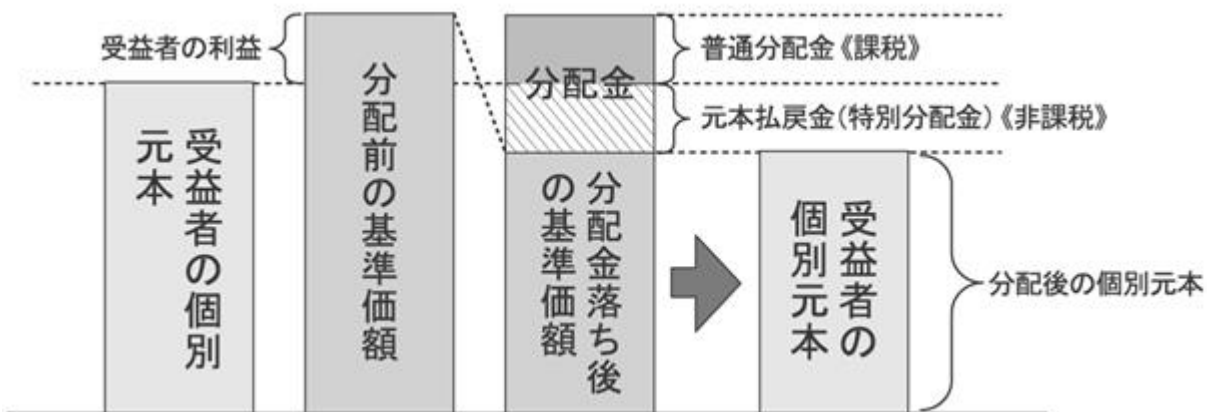 受益者の利益
受益者の個別
元本
分配前の基準価額
分配金
分配金落ち後
の基準価額
普通分配金《課税》
元本払戻金(特別分配金)《非課税》
受益者の
個別元本
分配後の個別元本